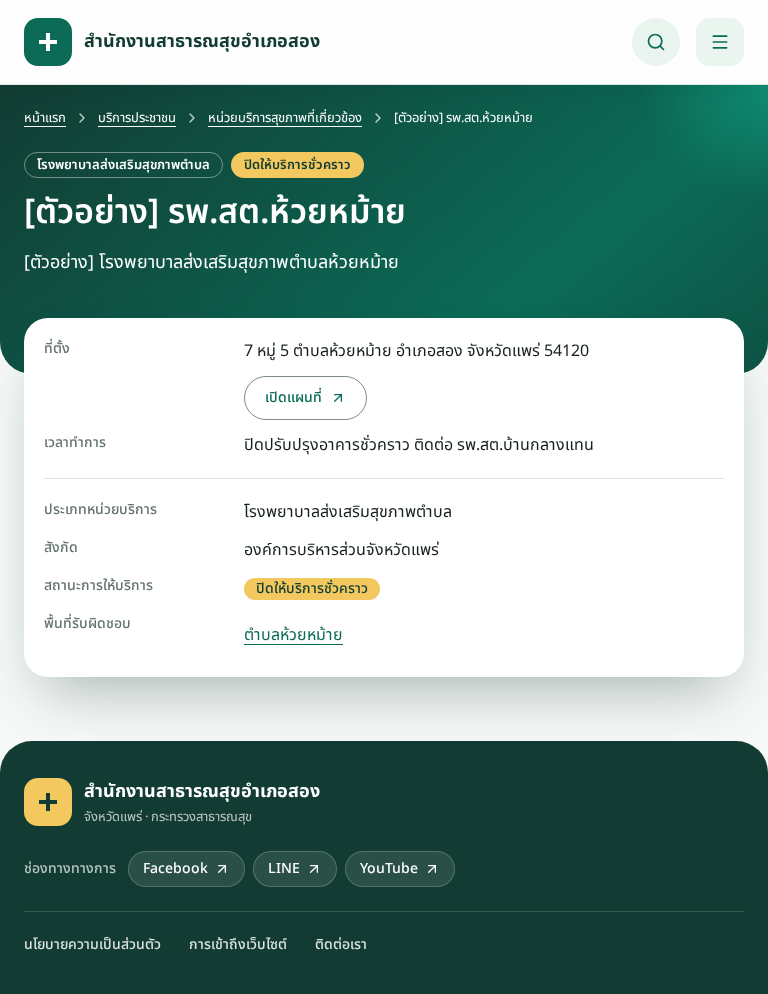 สำนักงานสาธารณสุขอำเภอสอง
หน้าแรก > บริการประชาชน > หน่วยบริการสุขภาพที่เกี่ยวข้อง > [ตัวอย่าง] รพ.สต.ห้วยหม้าย
โรงพยาบาลส่งเสริมสุขภาพตำบล ปิดให้บริการชั่วคราว
[ตัวอย่าง] รพ.สต.ห้วยหม้าย
[ตัวอย่าง] โรงพยาบาลส่งเสริมสุขภาพตำบลห้วยหม้าย
ที่ตั้ง 7 หมู่ 5 ตำบลห้วยหม้าย อำเภอสอง จังหวัดแพร่ 54120
เปิดแผนที่
เวลาทำการ ปิดปรับปรุงอาคารชั่วคราว ติดต่อ รพ.สต.บ้านกลางแทน
ประเภทหน่วยบริการ โรงพยาบาลส่งเสริมสุขภาพตำบล
สังกัด องค์การบริหารส่วนจังหวัดแพร่
สถานะการให้บริการ ปิดให้บริการชั่วคราว
พื้นที่รับผิดชอบ ตำบลห้วยหม้าย
สำนักงานสาธารณสุขอำเภอสอง
จังหวัดแพร่ · กระทรวงสาธารณสุข
ช่องทางทางการ Facebook LINE YouTube
นโยบายความเป็นส่วนตัว การเข้าถึงเว็บไซต์ ติดต่อเรา